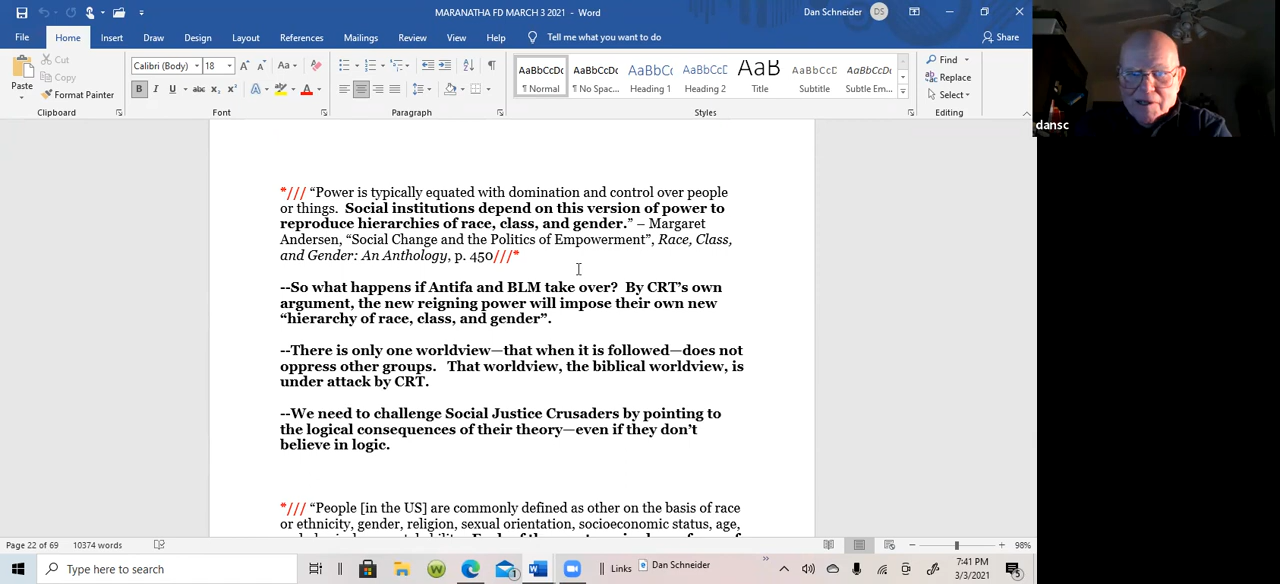 MARANATHA FD MARCH 3 2021 - Word
Dan Schneider DS
File Home Insert Draw Design Layout References Mailings Review View Help Tell me what you want to do Share
Paste
Cut
Copy
Format Painter
Calibri (Body) 18
B I U abc x₂ x²
AaBbCcDc AaBbCcDc AaBbCc AaBbCcD AaB AaBbCcD AaBbCcDc
¶ Normal ¶ No Spac... Heading 1 Heading 2 Title Subtitle Subtle Em...
Find
Replace
Select
Clipboard Font Paragraph Styles Editing
dansc
*/// “Power is typically equated with domination and control over people
or things. Social institutions depend on this version of power to
reproduce hierarchies of race, class, and gender.” – Margaret
Andersen, “Social Change and the Politics of Empowerment”, Race, Class,
and Gender: An Anthology, p. 450///*
--So what happens if Antifa and BLM take over? By CRT’s own
argument, the new reigning power will impose their own new
“hierarchy of race, class, and gender”.
--There is only one worldview—that when it is followed—does not
oppress other groups. That worldview, the biblical worldview, is
under attack by CRT.
--We need to challenge Social Justice Crusaders by pointing to
the logical consequences of their theory—even if they don’t
believe in logic.
*/// “People [in the US] are commonly defined as other on the basis of race
or ethnicity, gender, religion, sexual orientation, socioeconomic status, age,
Page 22 of 69 10374 words 98%
Type here to search
Links
Dan Schneider
7:41 PM
3/3/2021